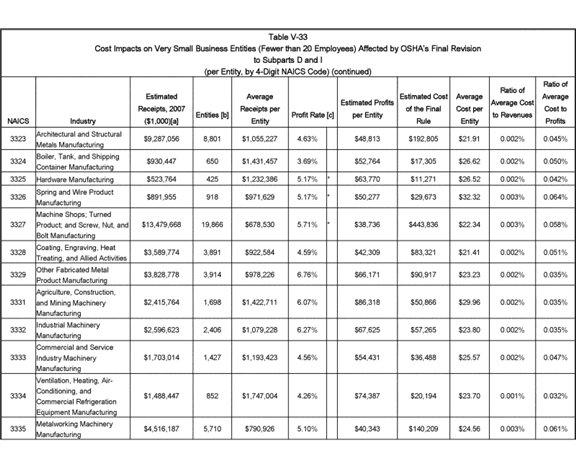 Table V-33
Cost Impacts on Very Small Business Entities (Fewer than 20 Employees) Affected by OSHA's Final Revision
to Subparts D and I
(per Entity, by 4-Digit NAICS Code) (continued)
NAICS Industry Estimated Receipts, 2007 ($1,000)[a] Entities [b] Average Receipts per Entity Profit Rate [c] Estimated Profits per Entity Estimated Cost of the Final Rule Average Cost per Entity Ratio of Average Cost to Revenues Ratio of Average Cost to Profits
3323 Architectural and Structural Metals Manufacturing $9,287,056 8,801 $1,055,227 4.63% $48,813 $192,805 $21.91 0.002% 0.045%
3324 Boiler, Tank, and Shipping Container Manufacturing $930,447 650 $1,431,457 3.69% $52,764 $17,305 $26.62 0.002% 0.050%
3325 Hardware Manufacturing $523,764 425 $1,232,386 5.17% * $63,770 $11,271 $26.52 0.002% 0.042%
3326 Spring and Wire Product Manufacturing $891,955 918 $971,629 5.17% * $50,277 $29,673 $32.32 0.003% 0.064%
3327 Machine Shops; Turned Product; and Screw, Nut, and Bolt Manufacturing $13,479,668 19,866 $678,530 5.71% * $38,736 $443,836 $22.34 0.003% 0.058%
3328 Coating, Engraving, Heat Treating, and Allied Activities $3,589,774 3,891 $922,584 4.59% $42,309 $83,321 $21.41 0.002% 0.051%
3329 Other Fabricated Metal Product Manufacturing $3,828,778 3,914 $978,226 6.76% $66,171 $90,917 $23.23 0.002% 0.035%
3331 Agriculture, Construction, and Mining Machinery Manufacturing $2,415,764 1,698 $1,422,711 6.07% $86,318 $50,866 $29.96 0.002% 0.035%
3332 Industrial Machinery Manufacturing $2,596,623 2,406 $1,079,228 6.27% $67,625 $57,265 $23.80 0.002% 0.035%
3333 Commercial and Service Industry Machinery Manufacturing $1,703,014 1,427 $1,193,423 4.56% $54,431 $36,488 $25.57 0.002% 0.047%
3334 Ventilation, Heating, Air-Conditioning, and Commercial Refrigeration Equipment Manufacturing $1,488,447 852 $1,747,004 4.26% $74,387 $20,194 $23.70 0.001% 0.032%
3335 Metalworking Machinery Manufacturing $4,516,187 5,710 $790,926 5.10% $40,343 $140,209 $24.56 0.003% 0.061%